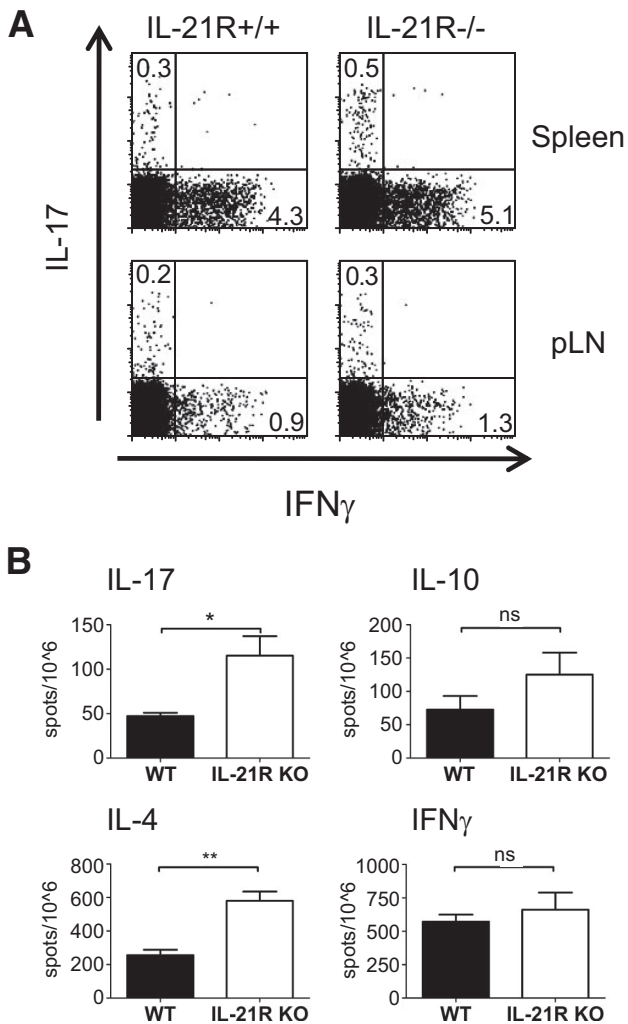 A
IL-21R+/+ IL-21R-/-
0.3 0.5
Spleen
4.3 5.1
IL-17
0.2 0.3
pLN
0.9 1.3
IFNγ
B
IL-17 IL-10
150 * 200 ns
100 150
50 100
0 50
0
spots/10^6 spots/10^6
WT IL-21R KO WT IL-21R KO
IL-4 IFNγ
800 ** 1000 ns
600 750
400 500
200 250
0 0
spots/10^6 spots/10^6
WT IL-21R KO WT IL-21R KO